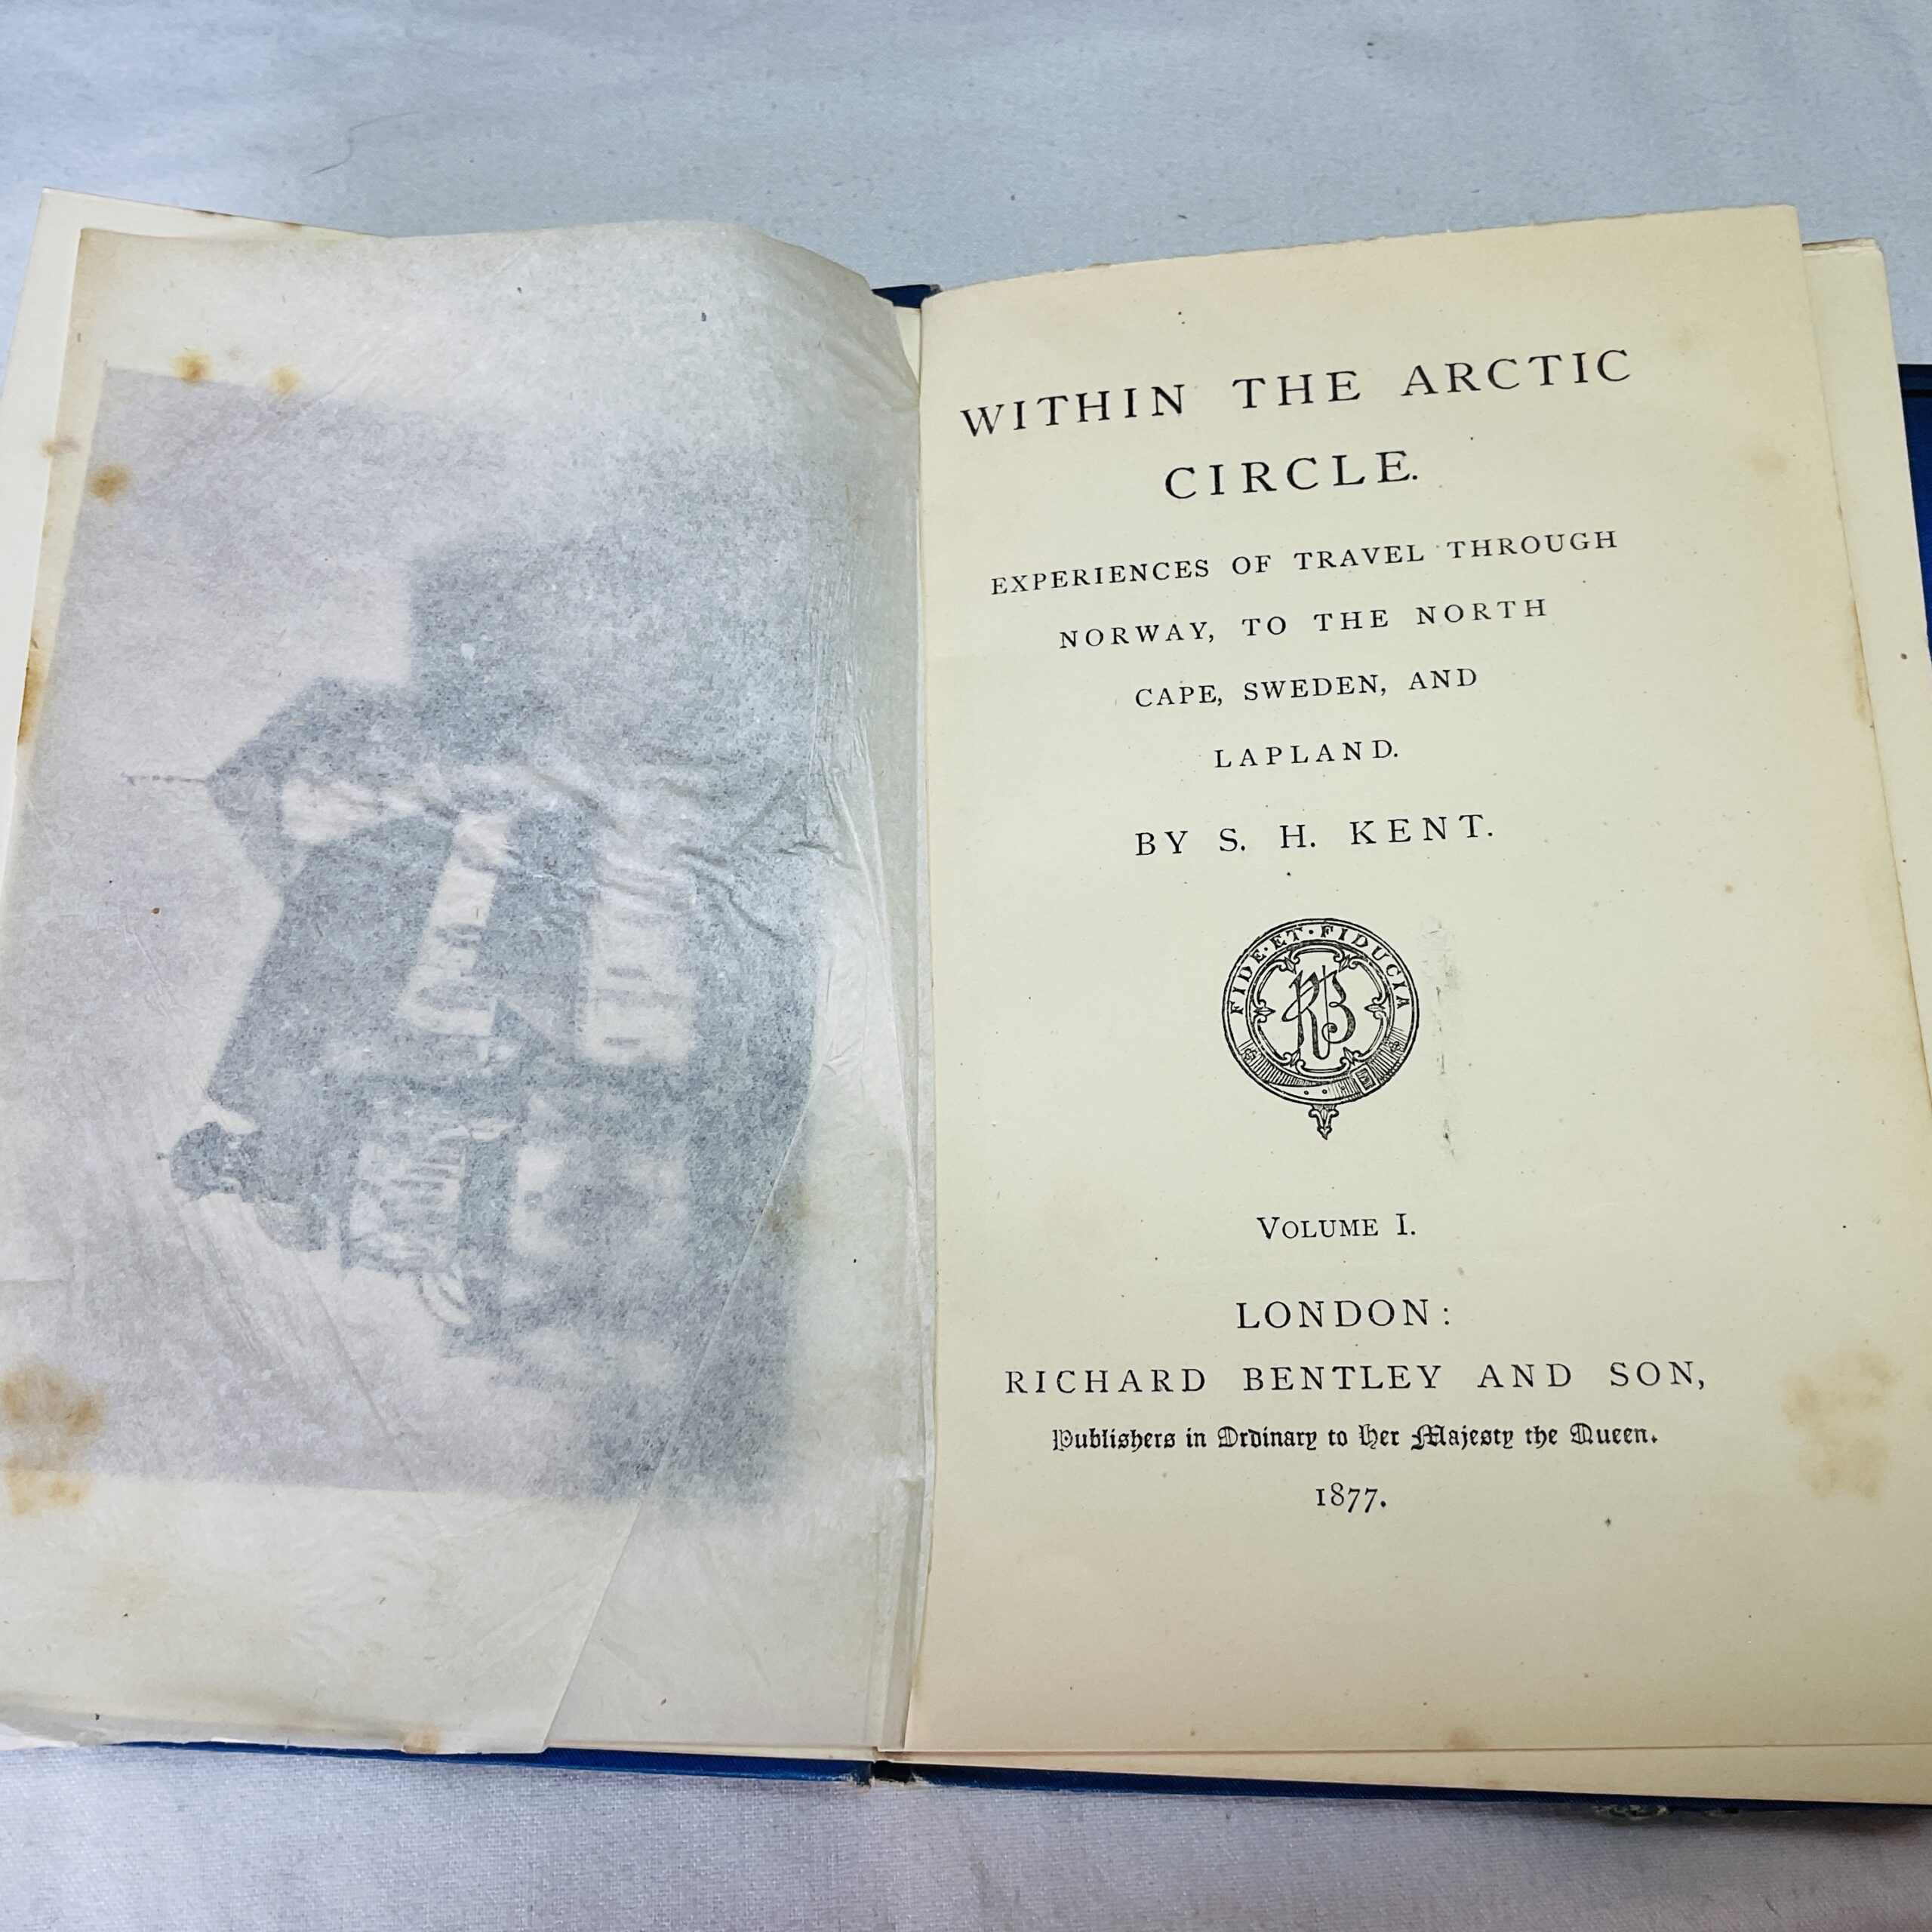 WITHIN THE ARCTIC
CIRCLE.
EXPERIENCES OF TRAVEL THROUGH
NORWAY, TO THE NORTH
CAPE, SWEDEN, AND
LAPLAND.
BY S. H. KENT.
FIDE·ET·FIDUCIA
RB
VOLUME I.
LONDON:
RICHARD BENTLEY AND SON,
Publishers in Ordinary to Her Majesty the Queen.
1877.